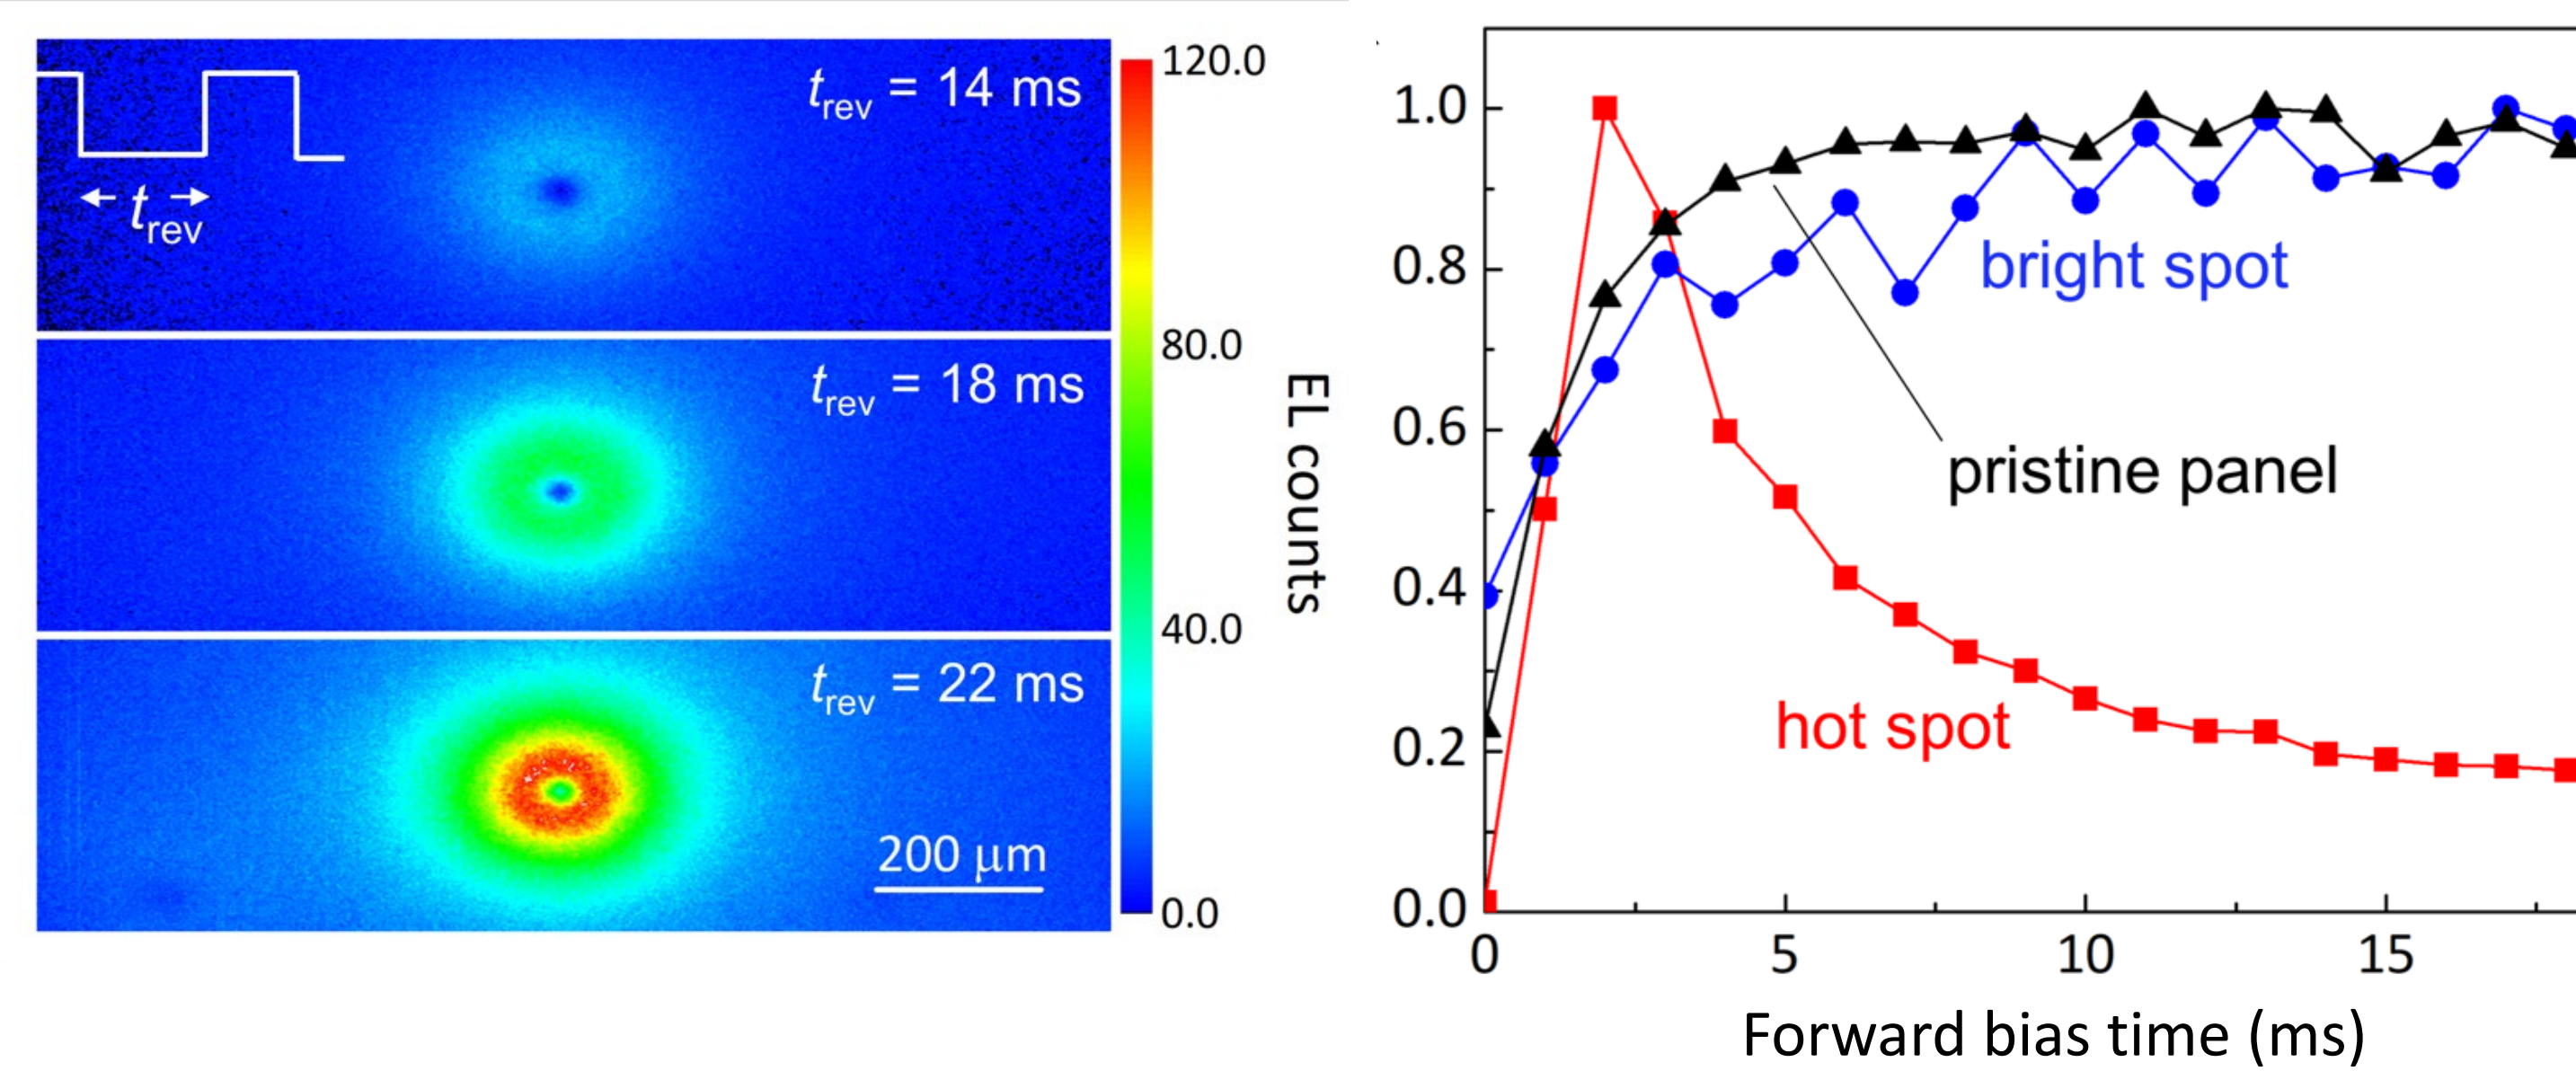 t_rev = 14 ms
t_rev
t_rev = 18 ms
t_rev = 22 ms
200 μm
120.0
80.0
40.0
0.0
EL counts
1.0
0.8
0.6
0.4
0.2
0.0
bright spot
pristine panel
hot spot
0 5 10 15
Forward bias time (ms)